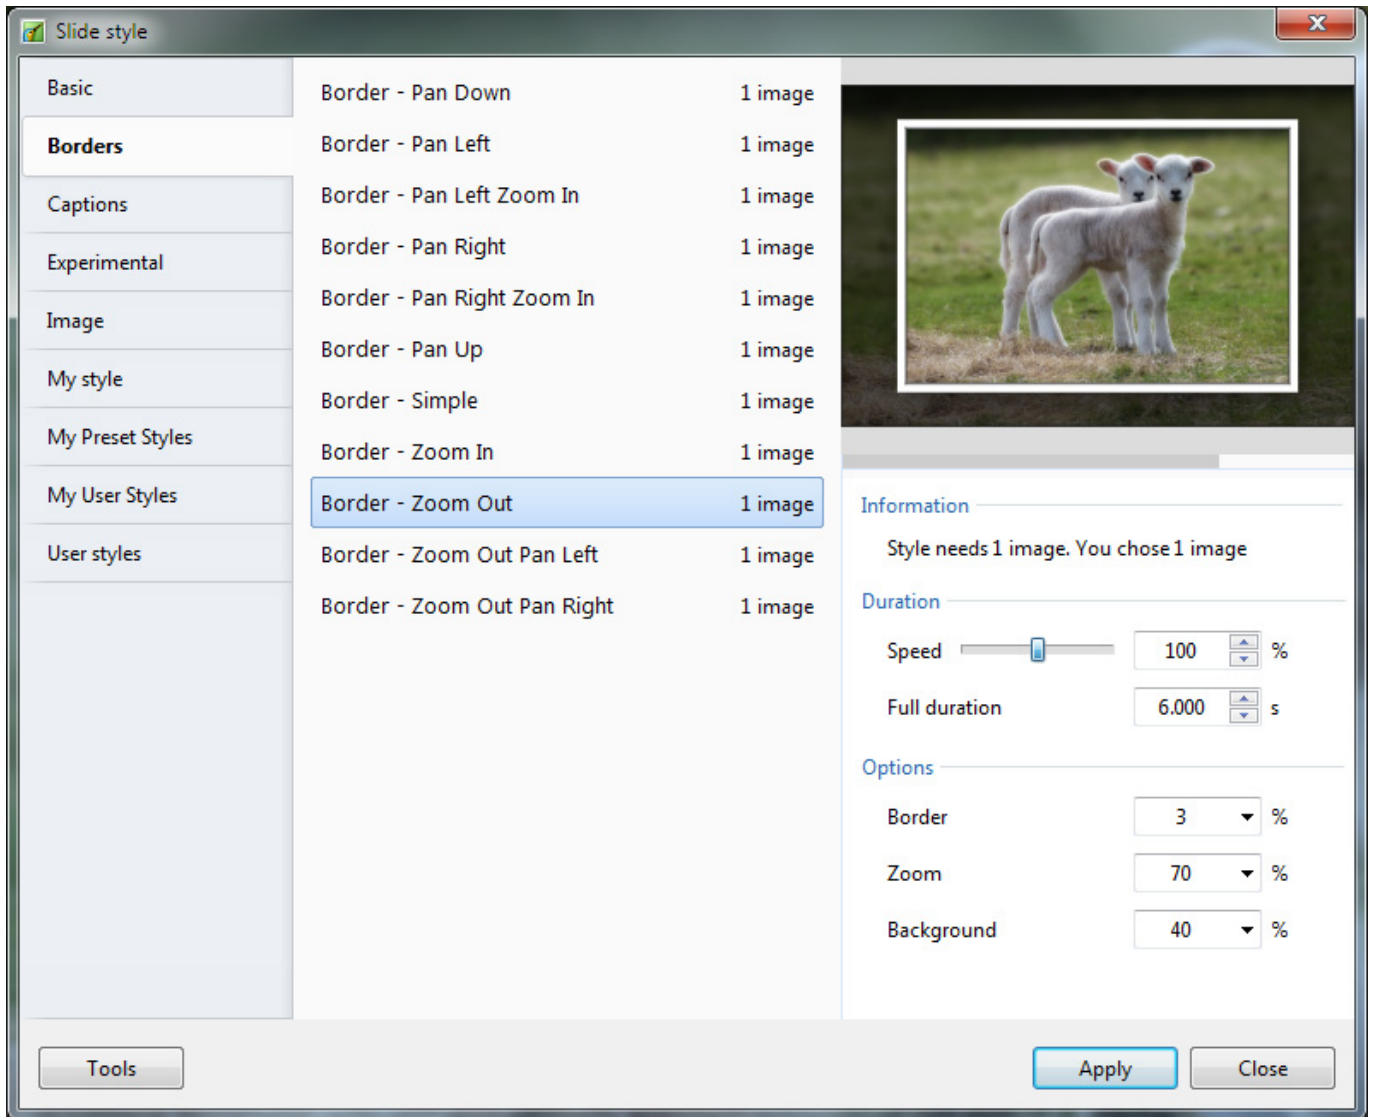 Slide style
Basic
Borders
Captions
Experimental
Image
My style
My Preset Styles
My User Styles
User styles
Border - Pan Down 1 image
Border - Pan Left 1 image
Border - Pan Left Zoom In 1 image
Border - Pan Right 1 image
Border - Pan Right Zoom In 1 image
Border - Pan Up 1 image
Border - Simple 1 image
Border - Zoom In 1 image
Border - Zoom Out 1 image
Border - Zoom Out Pan Left 1 image
Border - Zoom Out Pan Right 1 image
Information
Style needs 1 image. You chose 1 image
Duration
Speed 100 %
Full duration 6.000 s
Options
Border 3 %
Zoom 70 %
Background 40 %
Tools
Apply
Close